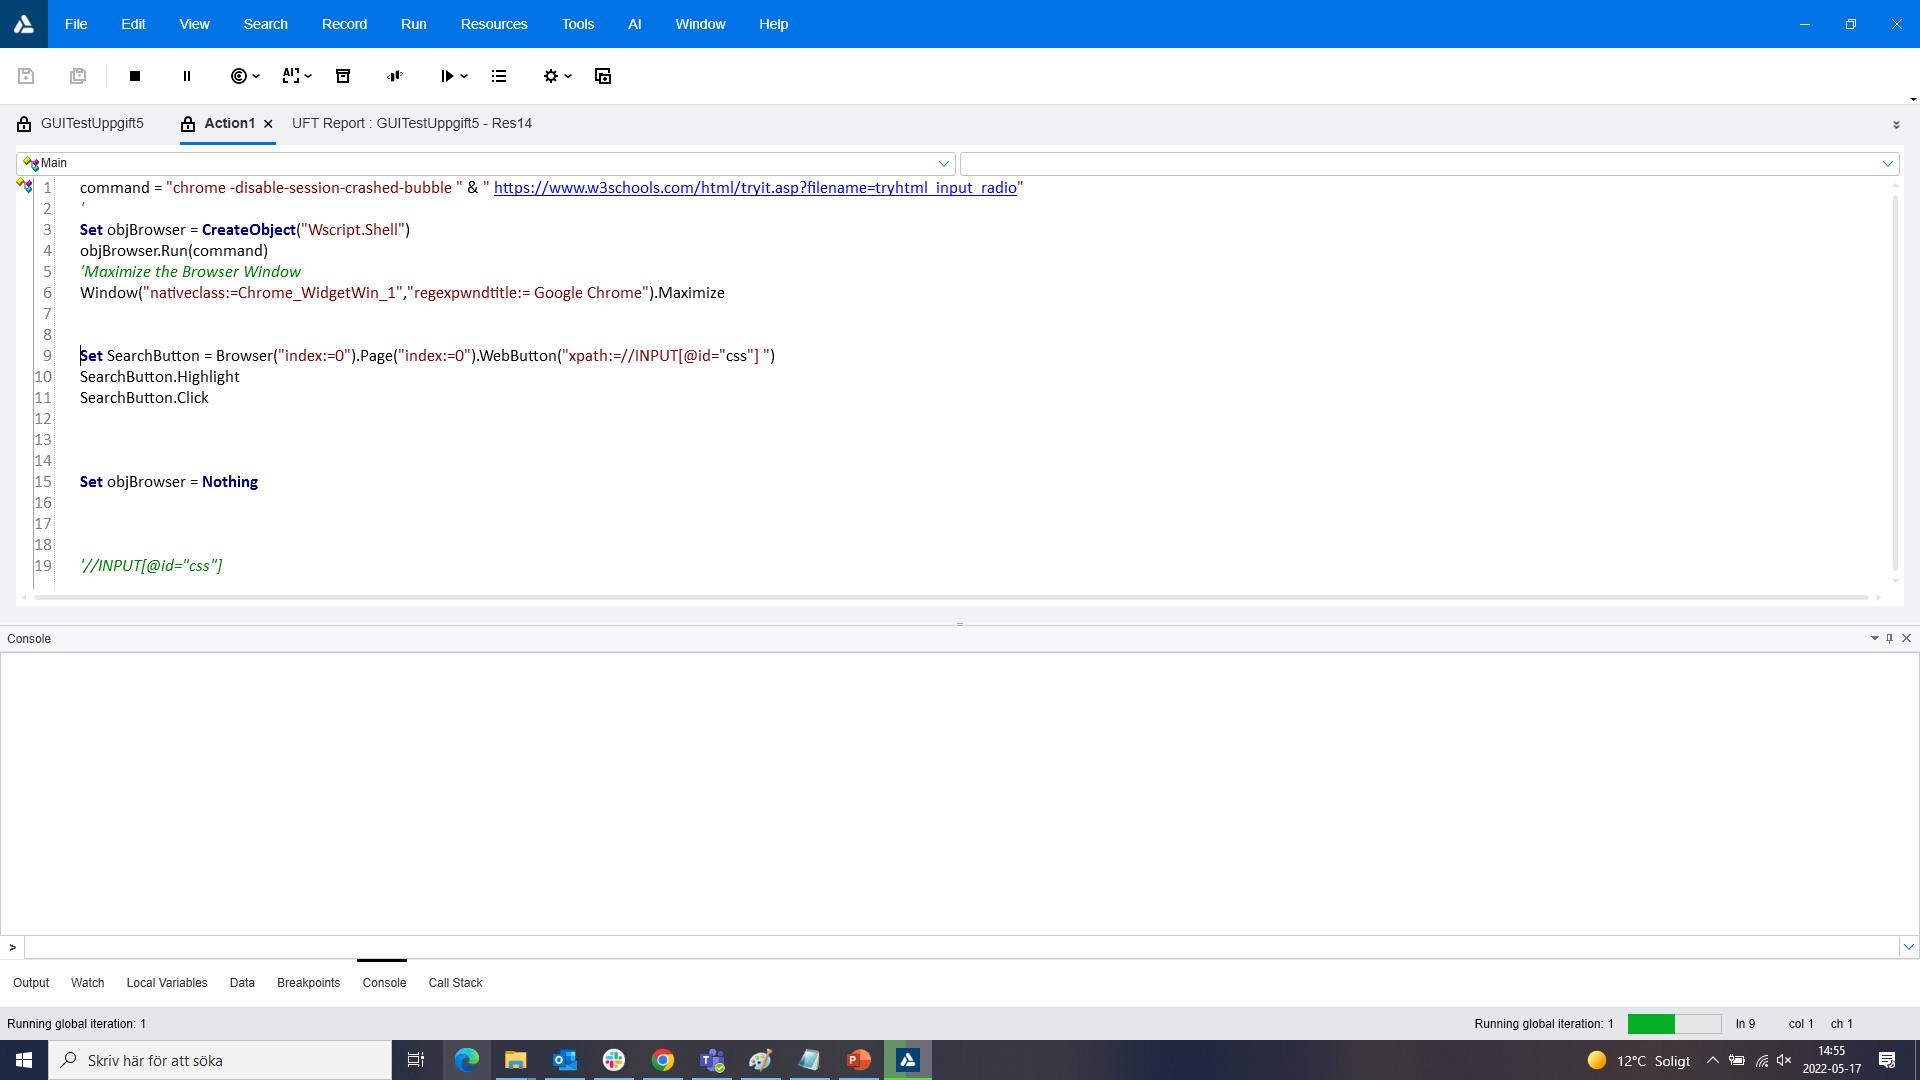 File Edit View Search Record Run Resources Tools AI Window Help
GUITestUppgift5 Action1 UFT Report : GUITestUppgift5 - Res14
Main
1 command = "chrome -disable-session-crashed-bubble " & " https://www.w3schools.com/html/tryit.asp?filename=tryhtml_input_radio"
2 '
3 Set objBrowser = CreateObject("Wscript.Shell")
4 objBrowser.Run(command)
5 'Maximize the Browser Window
6 Window("nativeclass:=Chrome_WidgetWin_1","regexpwndtitle:= Google Chrome").Maximize
7
8
9 Set SearchButton = Browser("index:=0").Page("index:=0").WebButton("xpath:=//INPUT[@id="css"] ")
10 SearchButton.Highlight
11 SearchButton.Click
12
13
14
15 Set objBrowser = Nothing
16
17
18
19 '//INPUT[@id="css"]
Console
>
Output Watch Local Variables Data Breakpoints Console Call Stack
Running global iteration: 1 Running global iteration: 1 ln 9 col 1 ch 1
Skriv här för att söka 12°C Soligt 14:55
2022-05-17